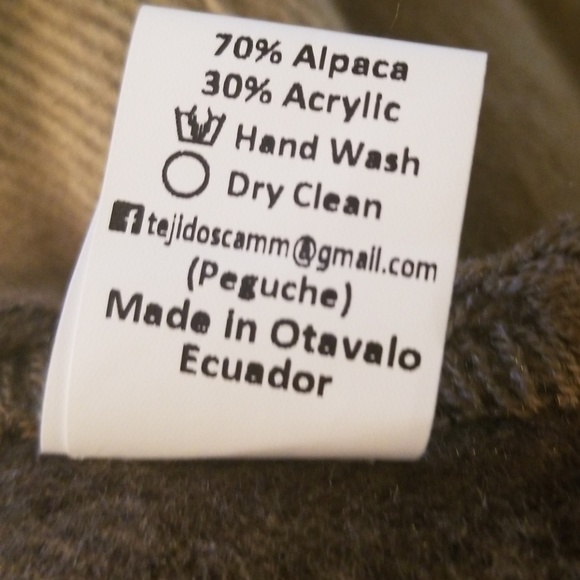 70% Alpaca
30% Acrylic
Hand Wash
Dry Clean
tejidoscamm@gmail.com
(Peguche)
Made in Otavalo
Ecuador